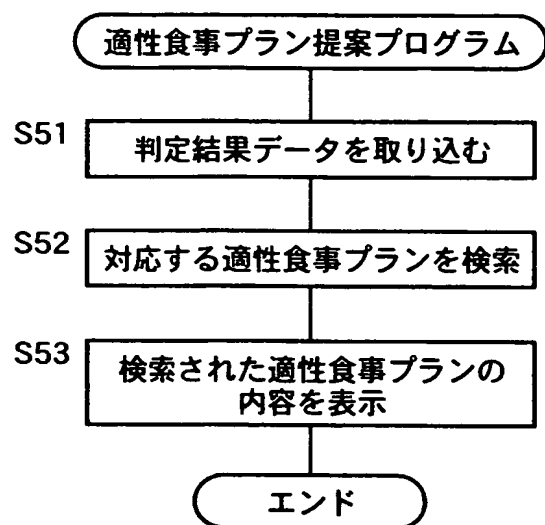 適性食事プラン提案プログラム
S51
判定結果データを取り込む
S52
対応する適性食事プランを検索
S53
検索された適性食事プランの
内容を表示
エンド